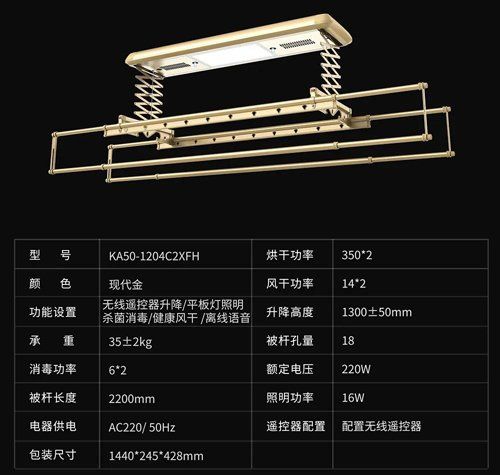 型 号 KA50-1204C2XFH 烘干功率 350*2
颜 色 现代金 风干功率 14*2
功能设置 无线遥控器升降/平板灯照明 升降高度 1300±50mm
杀菌消毒/健康风干 /离线语音
承 重 35±2kg 被杆孔量 18
消毒功率 6*2 额定电压 220W
被杆长度 2200mm 照明功率 16W
电器供电 AC220/ 50Hz 遥控器配置 配置无线遥控器
包装尺寸 1440*245*428mm